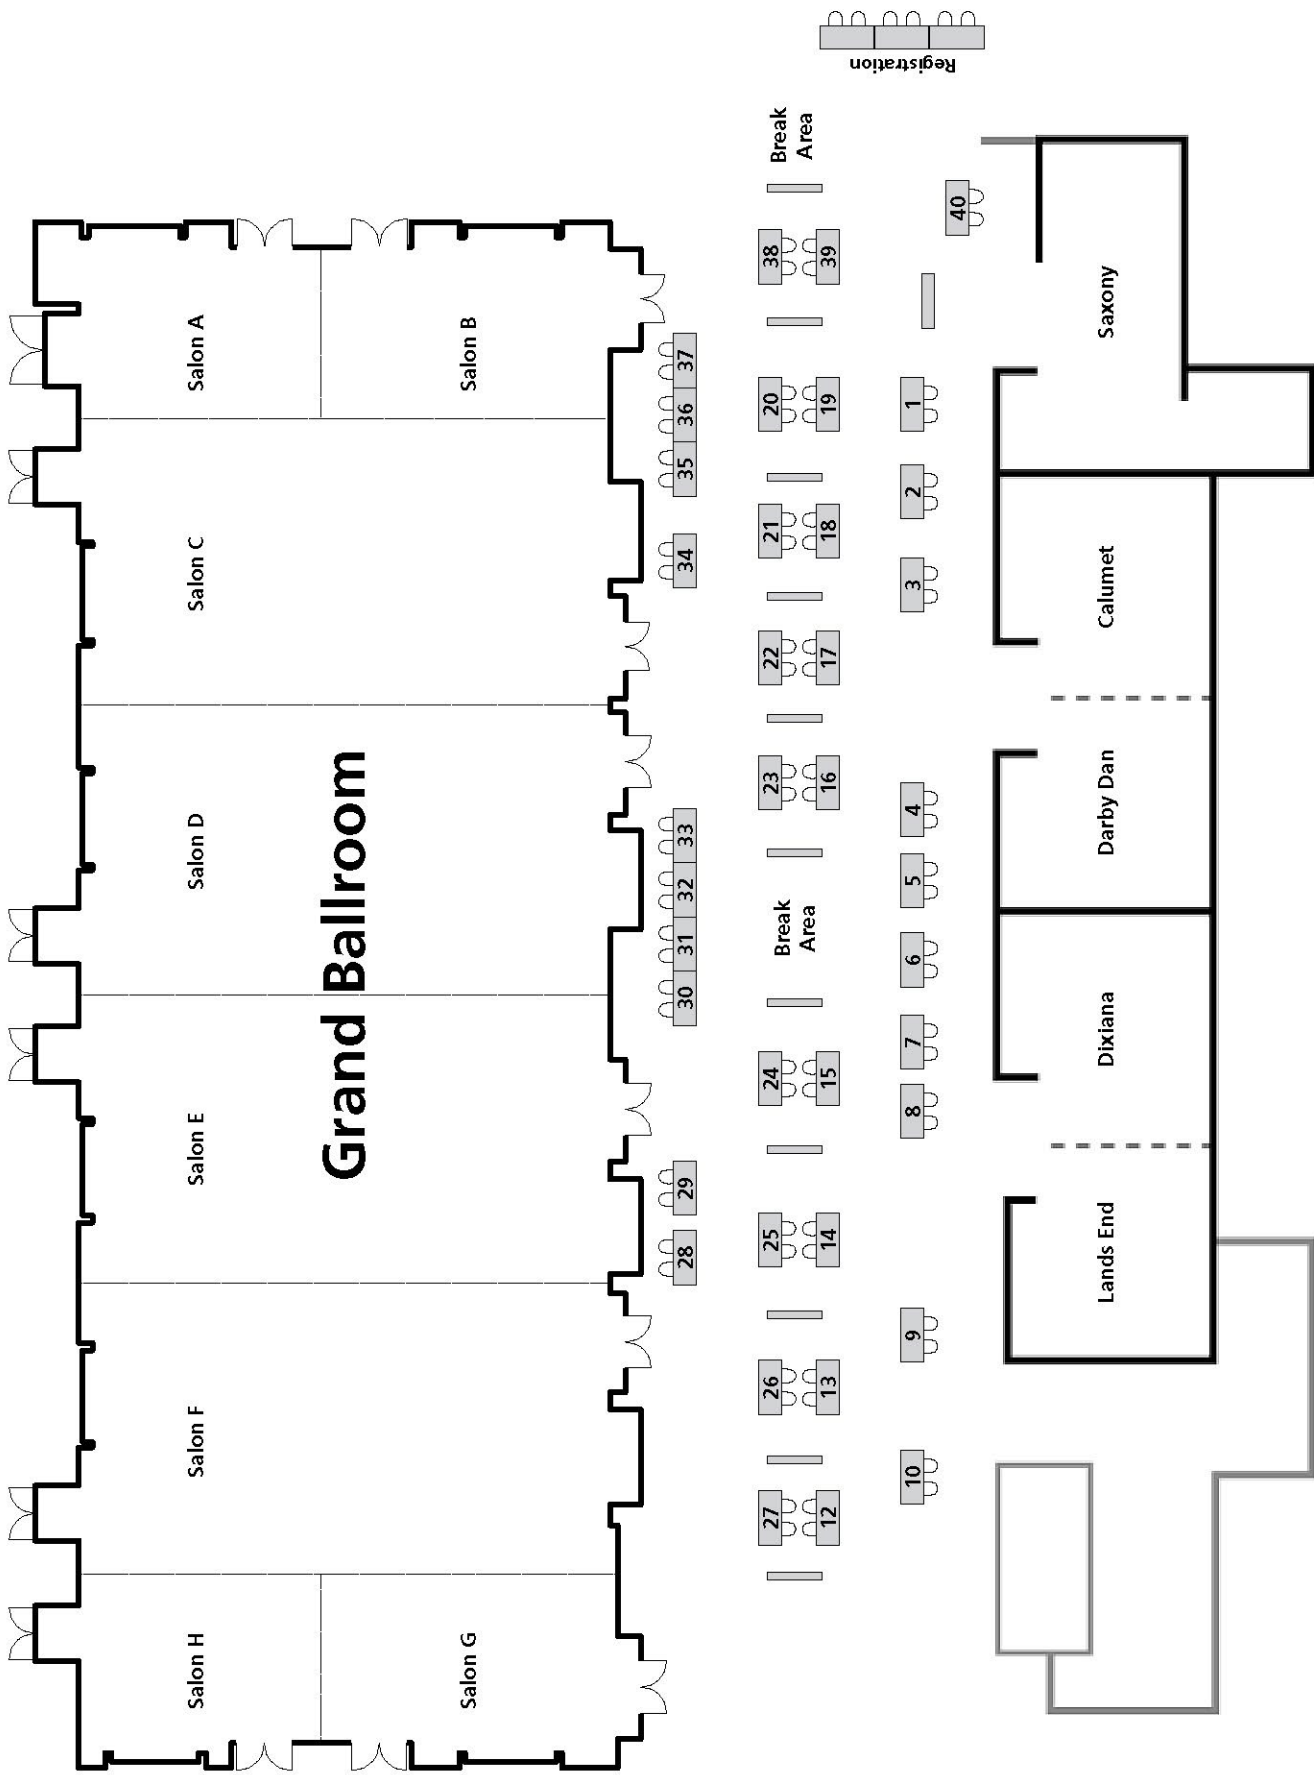 Registration
Break
Area
40
38
39
Salon A
Salon B
Saxony
37
36
35
34
20
19
1
2
21
18
3
Salon C
Calumet
22
17
23
16
4
Darby Dan
Salon D
Grand Ballroom
33
32
31
30
5
Break
Area
6
7
Dixiana
24
15
8
Salon E
29
28
25
14
Lands End
9
26
13
Salon F
10
27
12
Salon H
Salon G